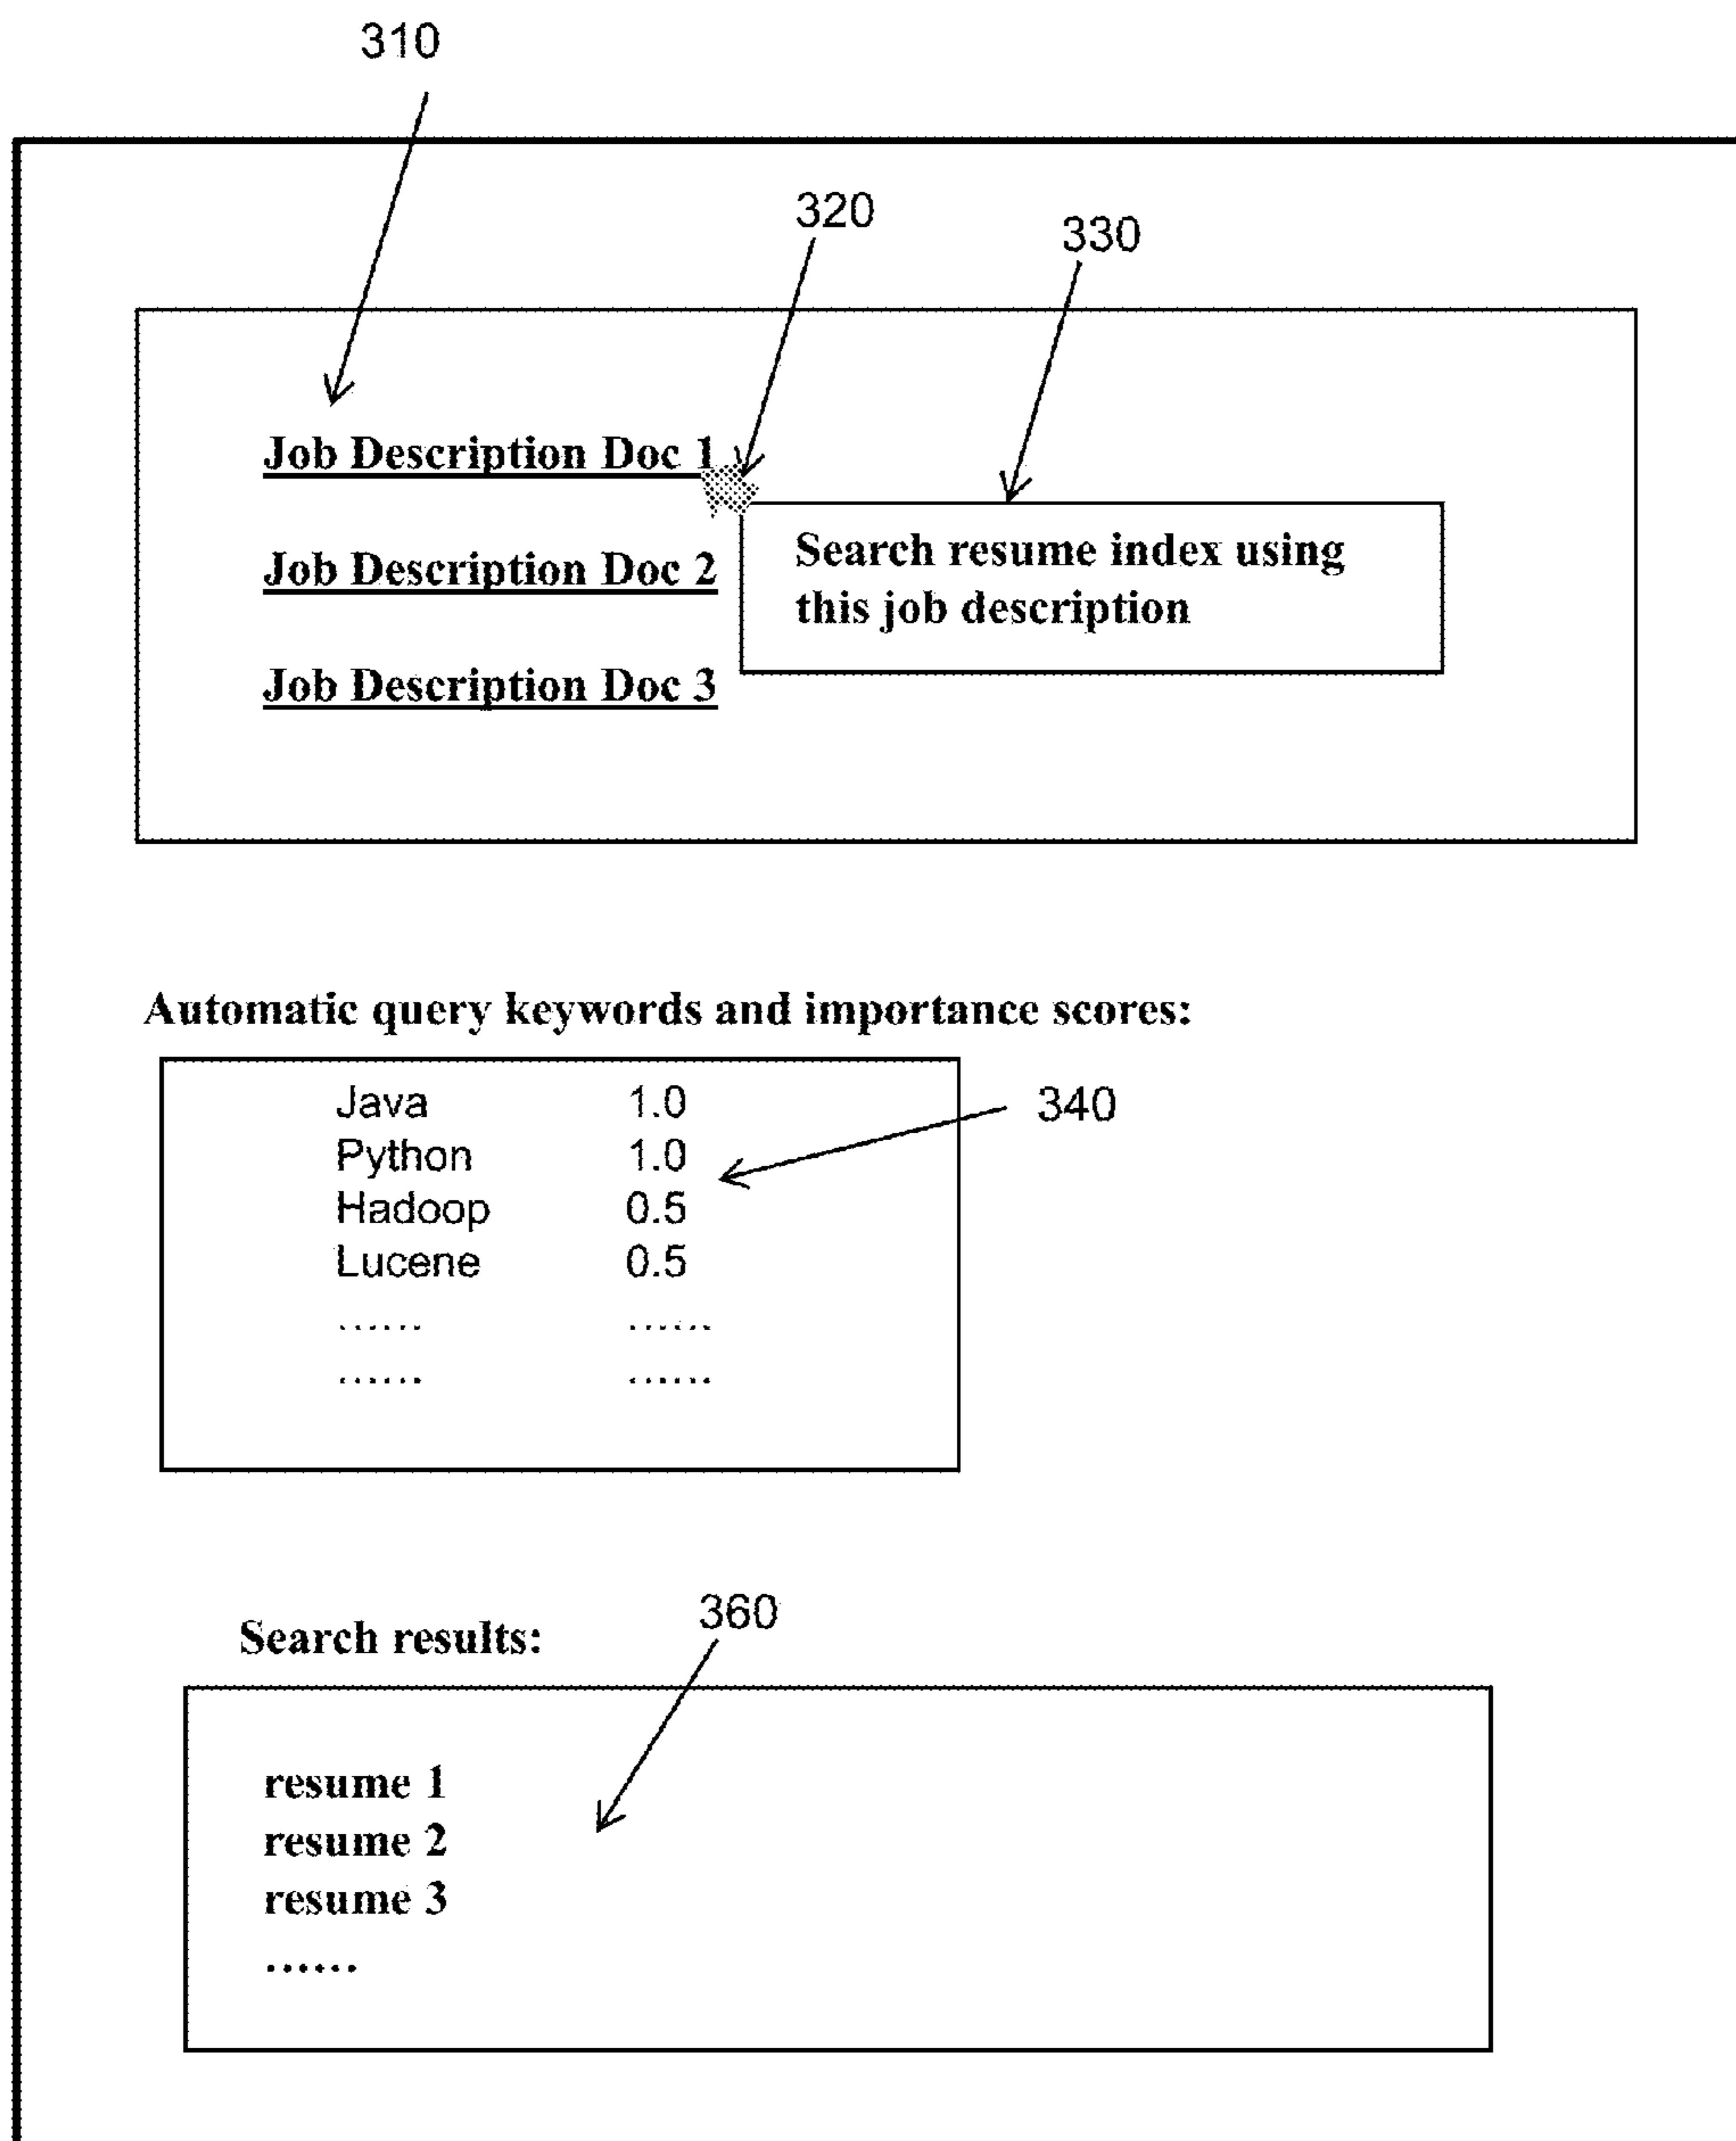 310
320
330
Job Description Doc 1
Search resume index using
this job description
Job Description Doc 2
Job Description Doc 3
Automatic query keywords and importance scores:
Java 1.0
340
Python 1.0
Hadoop 0.5
Lucene 0.5
...... ......
...... ......
360
Search results:
resume 1
resume 2
resume 3
......